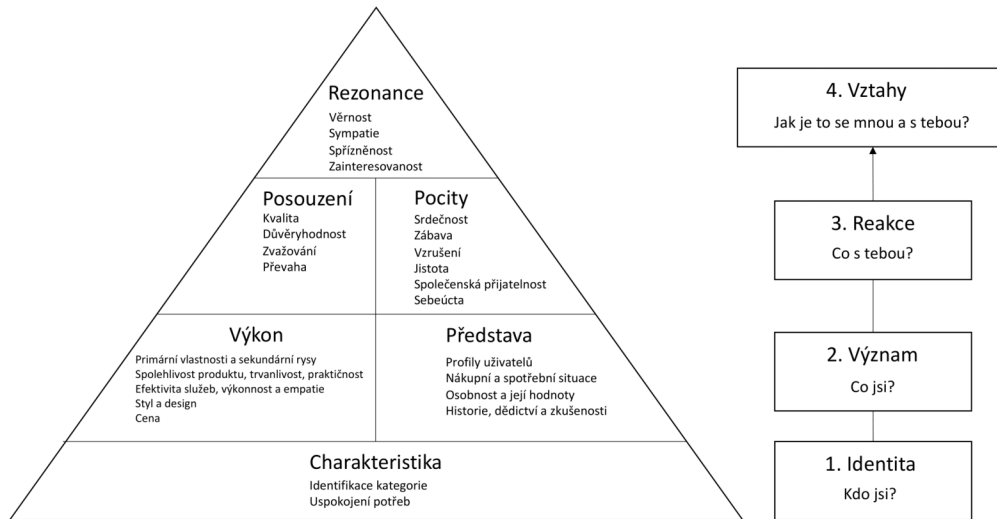 Rezonance
Věrnost
Sympatie
Spřízněnost
Zainteresovanost
Posouzení
Kvalita
Důvěryhodnost
Zvažování
Převaha
Pocity
Srdečnost
Zábava
Vzrušení
Jistota
Společenská přijatelnost
Sebeúcta
Výkon
Primární vlastnosti a sekundární rysy
Spolehlivost produktu, trvanlivost, praktičnost
Efektivita služeb, výkonnost a empatie
Styl a design
Cena
Představa
Profily uživatelů
Nákupní a spotřební situace
Osobnost a její hodnoty
Historie, dědictví a zkušenosti
Charakteristika
Identifikace kategorie
Uspokojení potřeb
4. Vztahy
Jak je to se mnou a s tebou?
3. Reakce
Co s tebou?
2. Význam
Co jsi?
1. Identita
Kdo jsi?